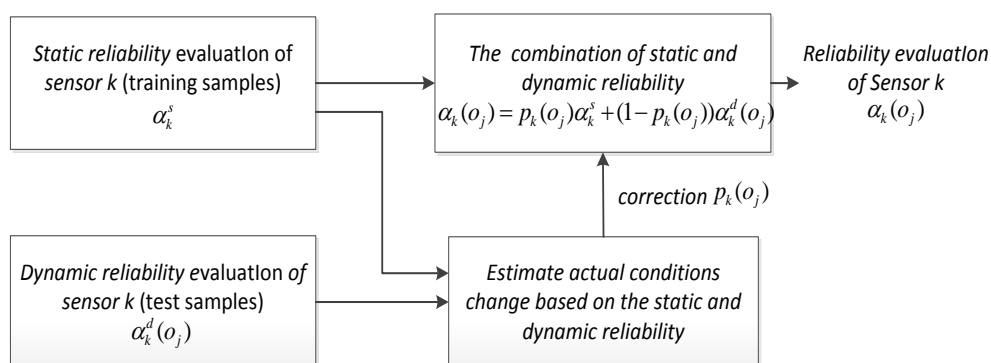 Static reliability evaluation of
sensor k (training samples)
α_k^s
The combination of static and
dynamic reliability
α_k(o_j) = p_k(o_j)α_k^s + (1 − p_k(o_j))α_k^d(o_j)
Reliability evaluation
of Sensor k
α_k(o_j)
correction p_k(o_j)
Dynamic reliability evaluation of
sensor k (test samples)
α_k^d(o_j)
Estimate actual conditions
change based on the static and
dynamic reliability